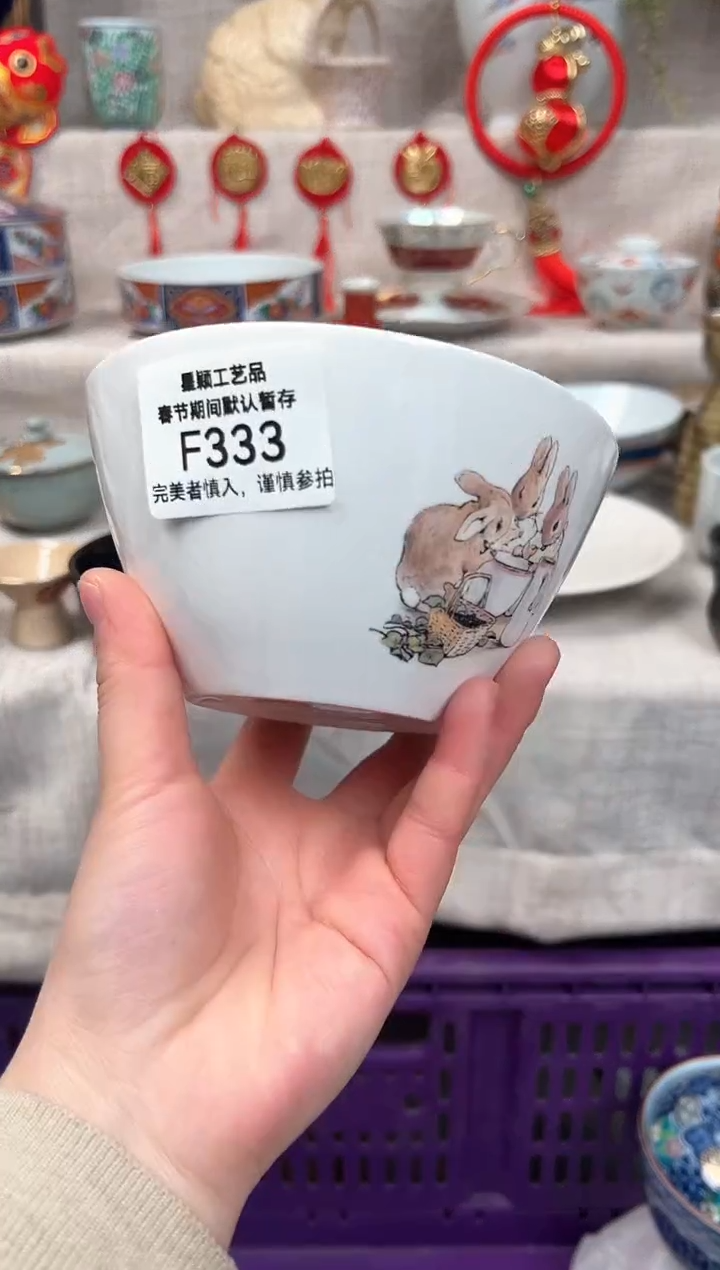 星颖工艺品
春节期间默认暂存
F333
完美者慎入，谨慎参拍